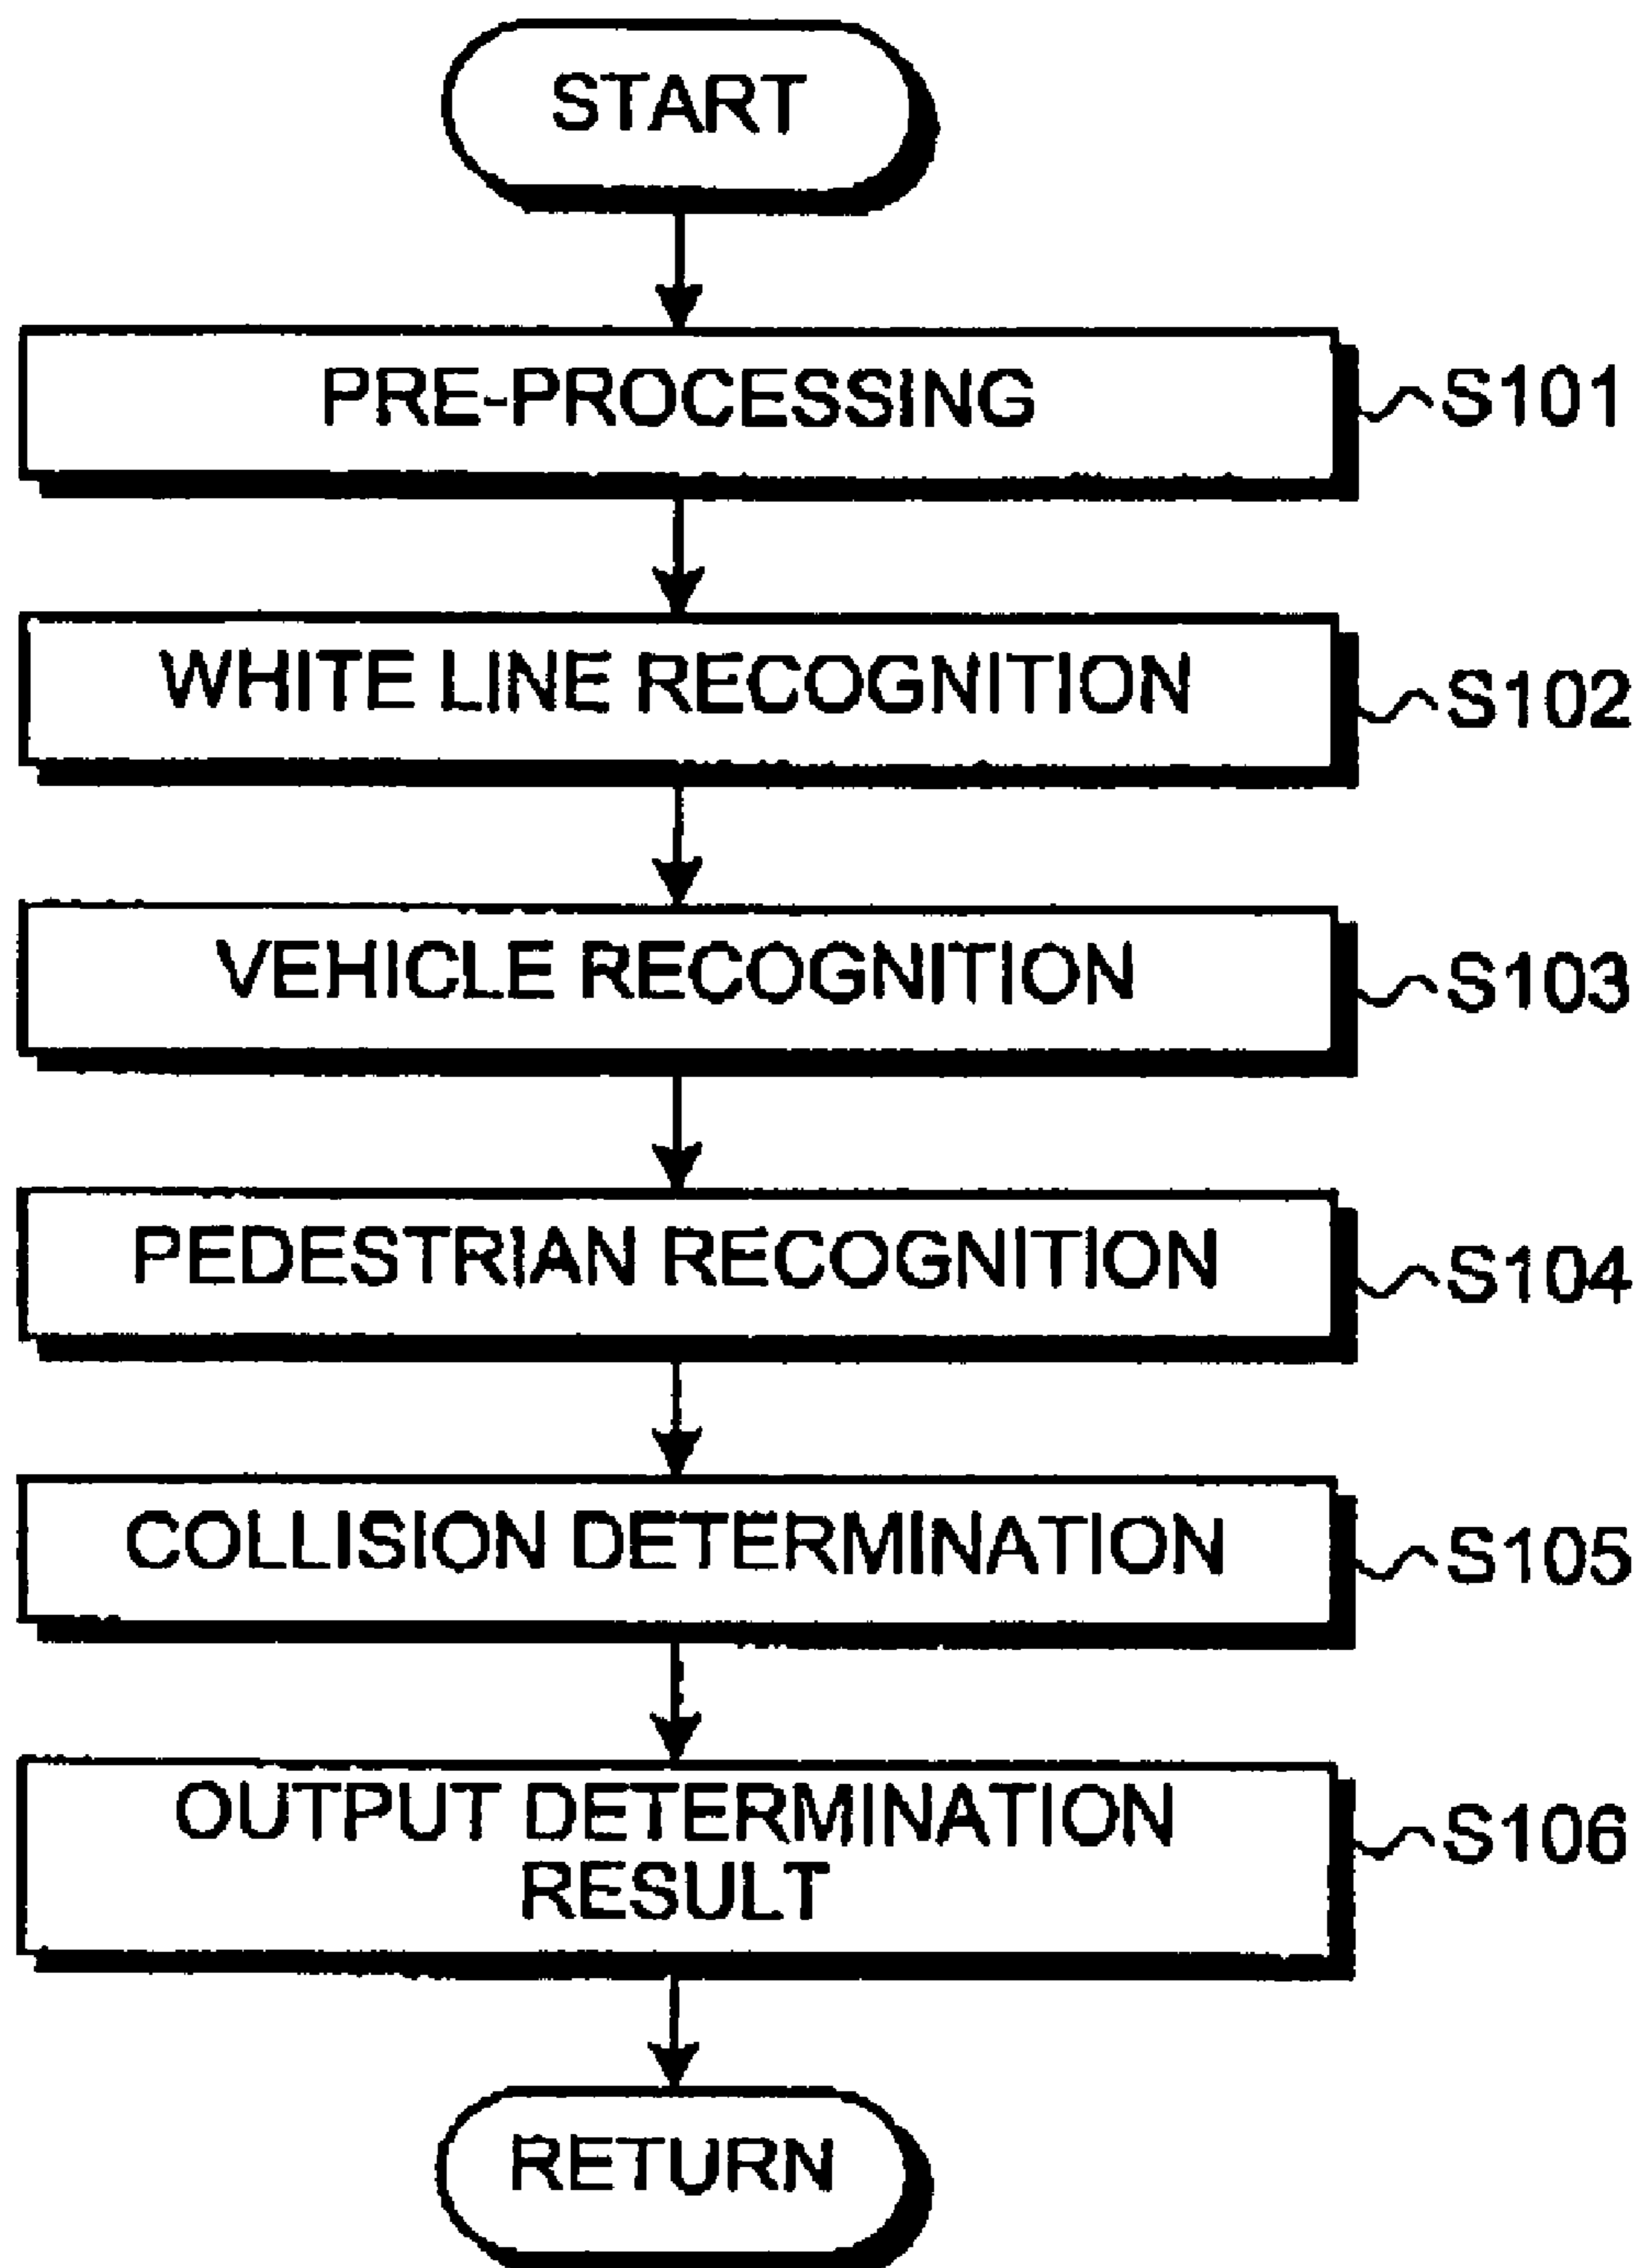 START
PRE-PROCESSING
S101
WHITE LINE RECOGNITION
S102
VEHICLE RECOGNITION
S103
PEDESTRIAN RECOGNITION
S104
COLLISION DETERMINATION
S105
OUTPUT DETERMINATION
RESULT
S106
RETURN